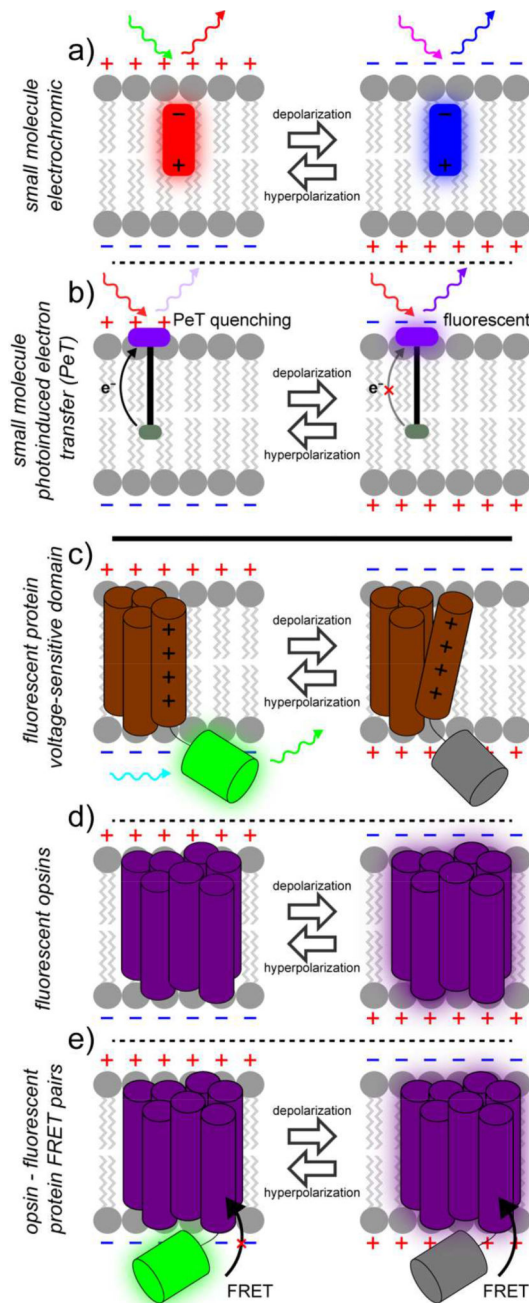 a)
small molecule
electrochromic
+ + + + + +
– – – – – –
–
+
depolarization
hyperpolarization
– – – – – –
+ + + + + +
–
+
b)
small molecule
photoinduced electron
transfer (PeT)
+ + + +
PeT quenching
e-
– – – – – –
depolarization
hyperpolarization
– – – –
fluorescent
e-
+ + + + + +
c)
fluorescent protein
voltage-sensitive domain
+ + + + + +
+
+
+
+
– – – –
depolarization
hyperpolarization
– – – – – –
+
+
+
+
+ + + + + +
d)
fluorescent opsins
+ + + + + +
– – – – – –
depolarization
hyperpolarization
– – – – – –
+ + + + + +
e)
opsin - fluorescent
protein FRET pairs
+ + + + + +
– – – – – –
FRET
depolarization
hyperpolarization
– – – – – –
+ + + + + +
FRET